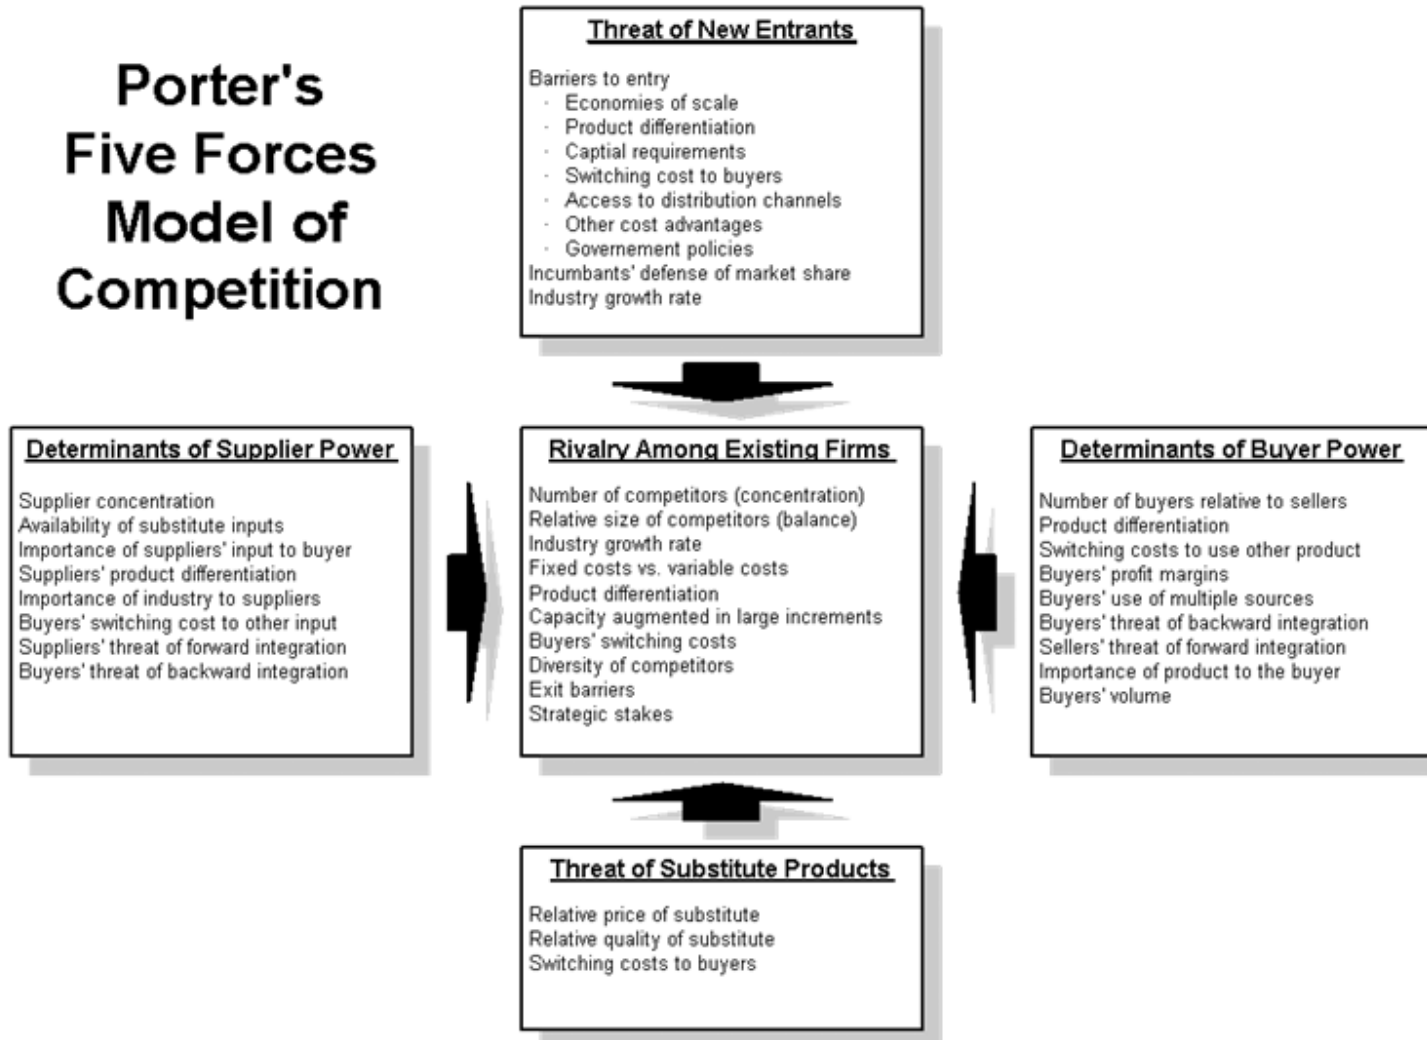 Porter's
Five Forces
Model of
Competition
Threat of New Entrants
Barriers to entry
· Economies of scale
· Product differentiation
· Captial requirements
· Switching cost to buyers
· Access to distribution channels
· Other cost advantages
· Governement policies
Incumbants' defense of market share
Industry growth rate
Determinants of Supplier Power
Supplier concentration
Availability of substitute inputs
Importance of suppliers' input to buyer
Suppliers' product differentiation
Importance of industry to suppliers
Buyers' switching cost to other input
Suppliers' threat of forward integration
Buyers' threat of backward integration
Rivalry Among Existing Firms
Number of competitors (concentration)
Relative size of competitors (balance)
Industry growth rate
Fixed costs vs. variable costs
Product differentiation
Capacity augmented in large increments
Buyers' switching costs
Diversity of competitors
Exit barriers
Strategic stakes
Determinants of Buyer Power
Number of buyers relative to sellers
Product differentiation
Switching costs to use other product
Buyers' profit margins
Buyers' use of multiple sources
Buyers' threat of backward integration
Sellers' threat of forward integration
Importance of product to the buyer
Buyers' volume
Threat of Substitute Products
Relative price of substitute
Relative quality of substitute
Switching costs to buyers